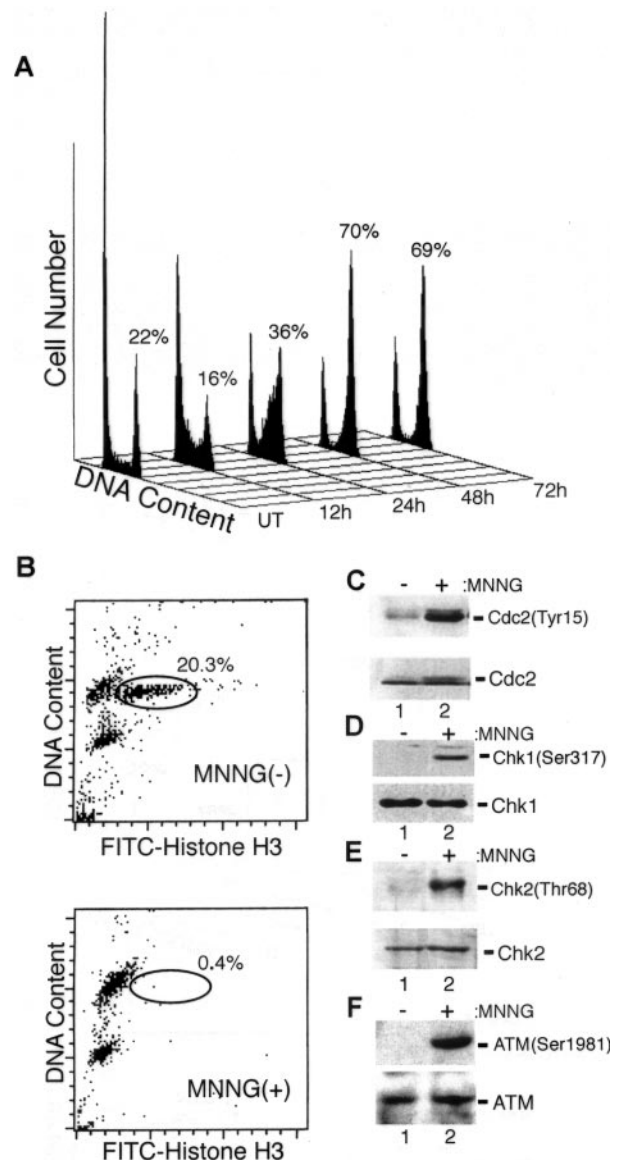 A
Cell Number
22%
16%
36%
70%
69%
DNA Content
UT
12h
24h
48h
72h
B
DNA Content
20.3%
MNNG(-)
FITC-Histone H3
DNA Content
0.4%
MNNG(+)
FITC-Histone H3
C
- + :MNNG
Cdc2(Tyr15)
Cdc2
1 2
D
- + :MNNG
Chk1(Ser317)
Chk1
1 2
E
- + :MNNG
Chk2(Thr68)
Chk2
1 2
F
- + :MNNG
ATM(Ser1981)
ATM
1 2